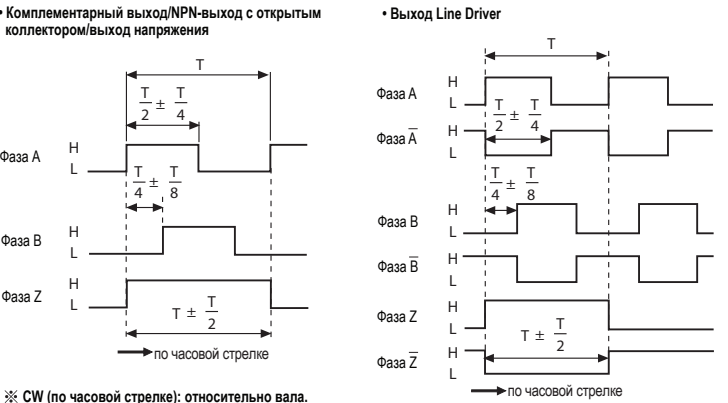 • Комплементарный выход/NPN-выход с открытым
коллектором/выход напряжения
T
T/2 ± T/4
Фаза A
H
L
T/4 ± T/8
Фаза B
H
L
Фаза Z
H
L
T ± T/2
по часовой стрелке
※ CW (по часовой стрелке): относительно вала.
• Выход Line Driver
T
Фаза A
H
L
T/2 ± T/4
Фаза A̅
H
L
T/4 ± T/8
Фаза B
H
L
Фаза B̅
H
L
Фаза Z
H
L
T ± T/2
Фаза Z̅
H
L
по часовой стрелке